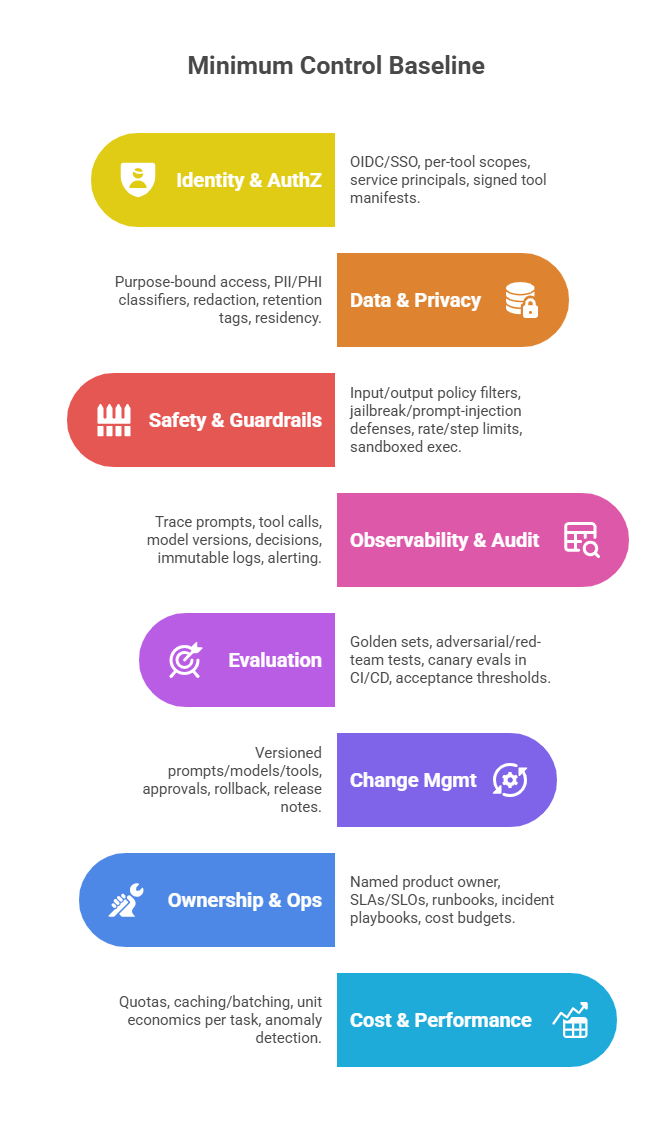 Minimum Control Baseline
Identity & AuthZ
OIDC/SSO, per-tool scopes,
service principals, signed tool
manifests.
Purpose-bound access, PII/PHI
classifiers, redaction, retention
tags, residency.
Data & Privacy
Safety & Guardrails
Input/output policy filters,
jailbreak/prompt-injection
defenses, rate/step limits,
sandboxed exec.
Trace prompts, tool calls,
model versions, decisions,
immutable logs, alerting.
Observability & Audit
Evaluation
Golden sets, adversarial/red-
team tests, canary evals in
CI/CD, acceptance thresholds.
Versioned
prompts/models/tools,
approvals, rollback, release
notes.
Change Mgmt
Ownership & Ops
Named product owner,
SLAs/SLOs, runbooks, incident
playbooks, cost budgets.
Quotas, caching/batching, unit
economics per task, anomaly
detection.
Cost & Performance